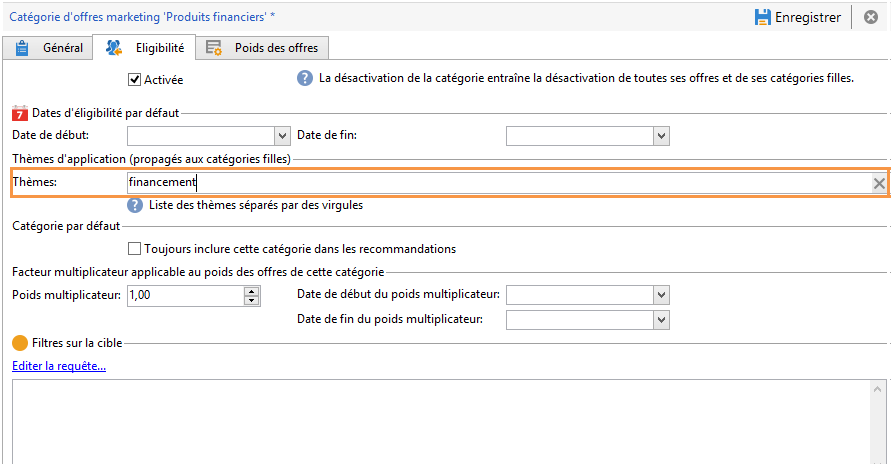 Catégorie d'offres marketing 'Produits financiers' *
Enregistrer
Général
Eligibilité
Poids des offres
Activée
? La désactivation de la catégorie entraîne la désactivation de toutes ses offres et de ses catégories filles.
7 Dates d'éligibilité par défaut
Date de début:
Date de fin:
Thèmes d'application (propagés aux catégories filles)
Thèmes: financement
? Liste des thèmes séparés par des virgules
Catégorie par défaut
Toujours inclure cette catégorie dans les recommandations
Facteur multiplicateur applicable au poids des offres de cette catégorie
Poids multiplicateur: 1,00
Date de début du poids multiplicateur:
Date de fin du poids multiplicateur:
Filtres sur la cible
Editer la requête...